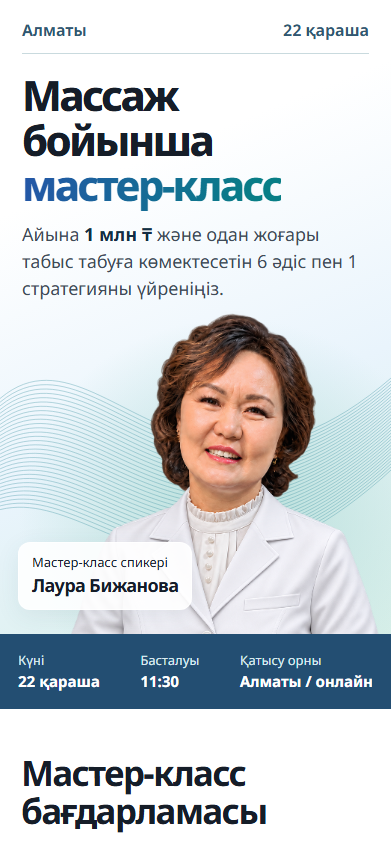 Алматы 22 қараша
Массаж
бойынша
мастер-класс
Айына 1 млн ₸ және одан жоғары
табыс табуға көмектесетін 6 әдіс пен 1
стратегияны үйреніңіз.
Мастер-класс спикері
Лаура Бижанова
Күні Басталуы Қатысу орны
22 қараша 11:30 Алматы / онлайн
Мастер-класс
бағдарламасы